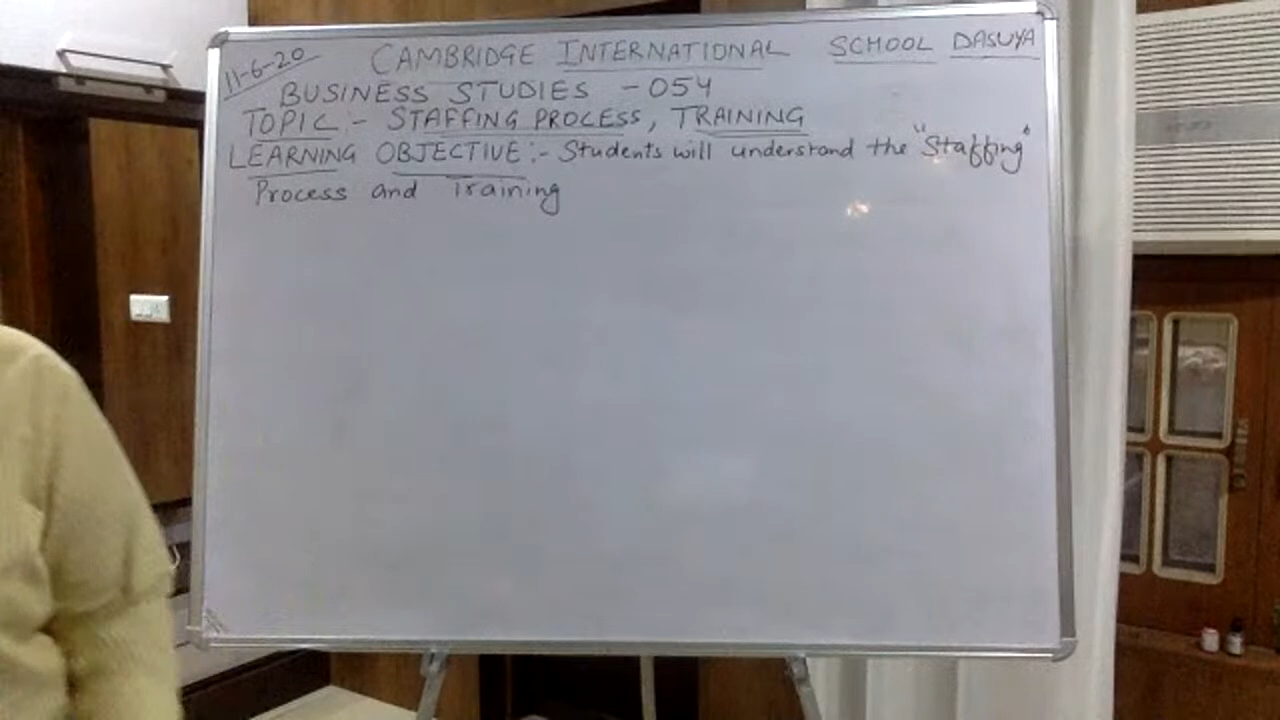 11-6-20 CAMBRIDGE INTERNATIONAL SCHOOL DASUYA
BUSINESS STUDIES - 054
TOPIC :- STAFFING PROCESS, TRAINING
LEARNING OBJECTIVE :- Students will understand the "Staffing"
Process and Training